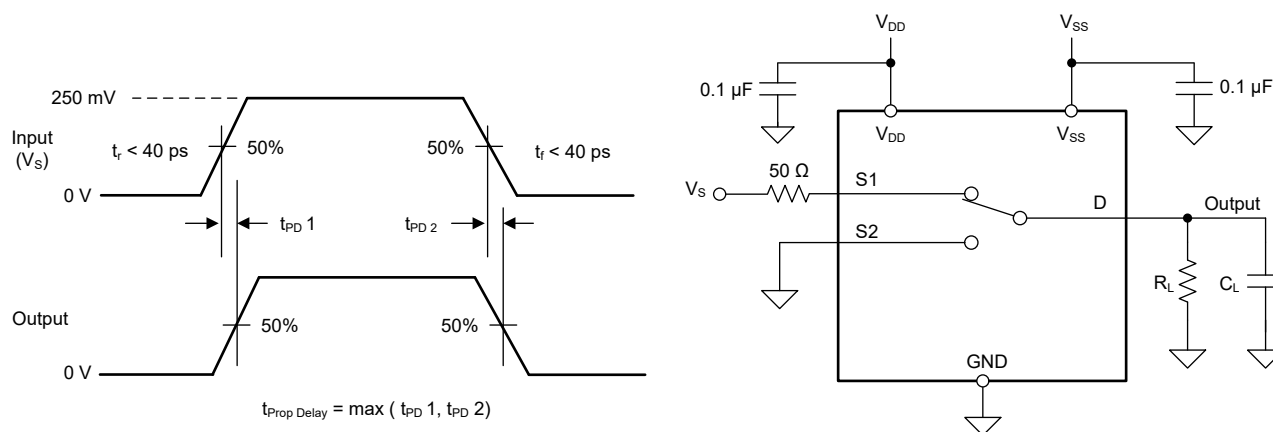 250 mV
Input
(VS)
tr < 40 ps
50%
50%
tf < 40 ps
0 V
tPD 1
tPD 2
Output
50%
50%
0 V
tProp Delay = max ( tPD 1, tPD 2)
VDD
VSS
0.1 µF
0.1 µF
VDD
VSS
VS
50 Ω
S1
S2
D
Output
RL
CL
GND